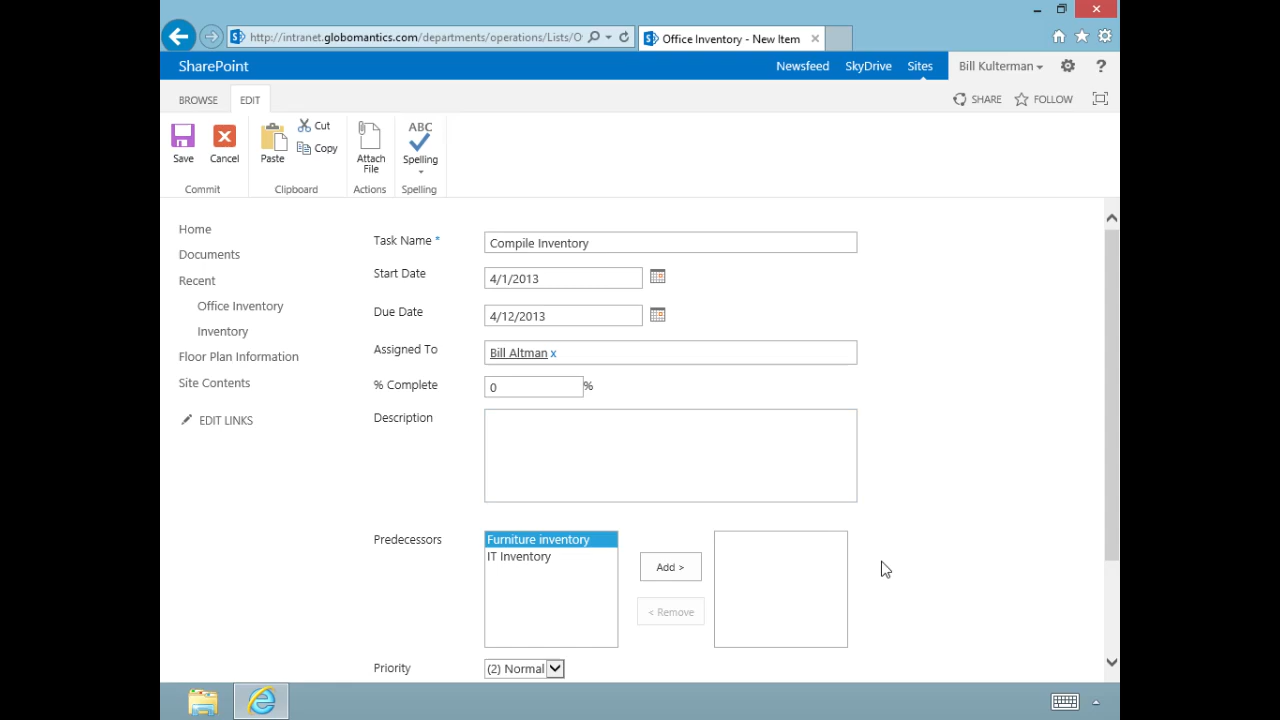 http://intranet.globomantics.com/departments/operations/Lists/O
Office Inventory - New Item
SharePoint
Newsfeed SkyDrive Sites Bill Kulterman ?
BROWSE EDIT SHARE FOLLOW
Save Cancel Paste Cut Copy Attach File ABC Spelling
Commit Clipboard Actions Spelling
Home
Documents
Recent
Office Inventory
Inventory
Floor Plan Information
Site Contents
EDIT LINKS
Task Name * Compile Inventory
Start Date 4/1/2013
Due Date 4/12/2013
Assigned To Bill Altman x
% Complete 0 %
Description
Predecessors Furniture inventory
IT Inventory
Add >
< Remove
Priority (2) Normal